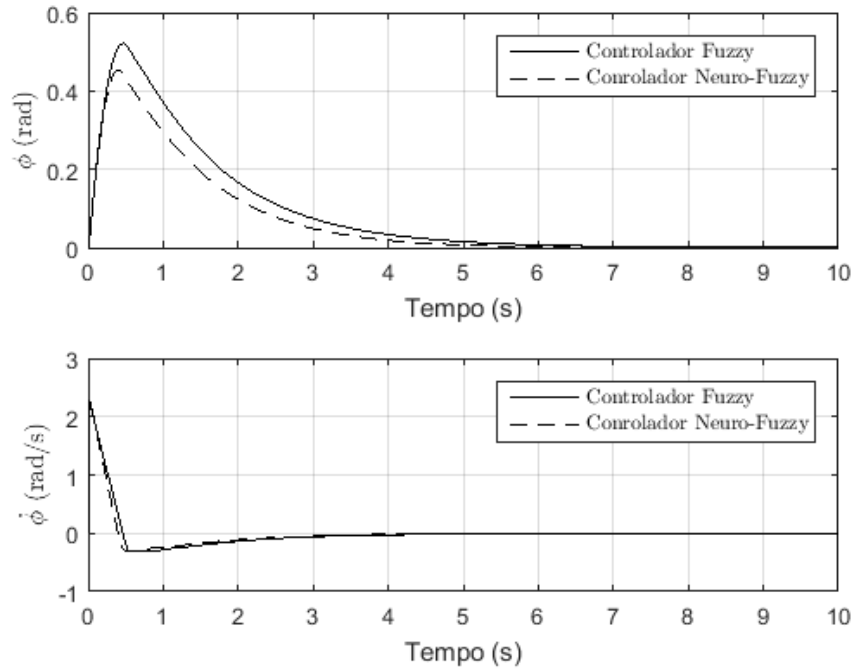 0.6
0.4
0.2
0
ϕ (rad)
Controlador Fuzzy
Conrolador Neuro-Fuzzy
0 1 2 3 4 5 6 7 8 9 10
Tempo (s)
3
2
1
0
-1
ϕ̇ (rad/s)
Controlador Fuzzy
Conrolador Neuro-Fuzzy
0 1 2 3 4 5 6 7 8 9 10
Tempo (s)